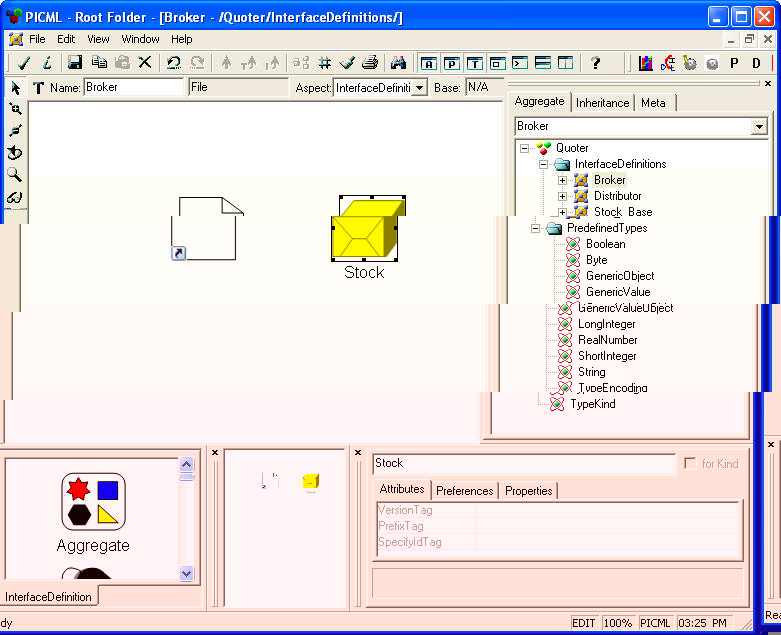 PICML - Root Folder - [Broker - /Quoter/InterfaceDefinitions/]
File Edit View Window Help
P D
Name: Broker File Aspect: InterfaceDefiniti Base: N/A
Aggregate Inheritance Meta
Broker
Quoter
InterfaceDefinitions
Broker
Distributor
Stock_Base
PredefinedTypes
Boolean
Byte
GenericObject
GenericValue
GenericValueObject
LongInteger
RealNumber
ShortInteger
String
TypeEncoding
TypeKind
Stock
Aggregate
InterfaceDefinition
Stock for Kind
Attributes Preferences Properties
VersionTag
PrefixTag
SpecifyIdTag
dy EDIT 100% PICML 03:25 PM Rea